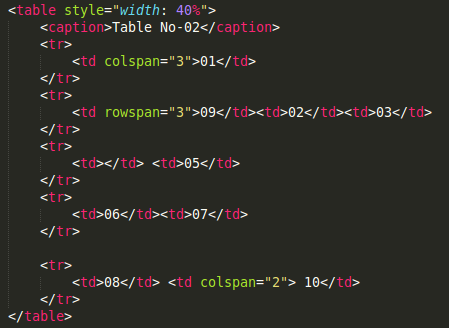 <table style="width: 40%">
<caption>Table No-02</caption>
<tr>
<td colspan="3">01</td>
</tr>
<tr>
<td rowspan="3">09</td><td>02</td><td>03</td>
</tr>
<tr>
<td></td> <td>05</td>
</tr>
<tr>
<td>06</td><td>07</td>
</tr>
<tr>
<td>08</td> <td colspan="2"> 10</td>
</tr>
</table>